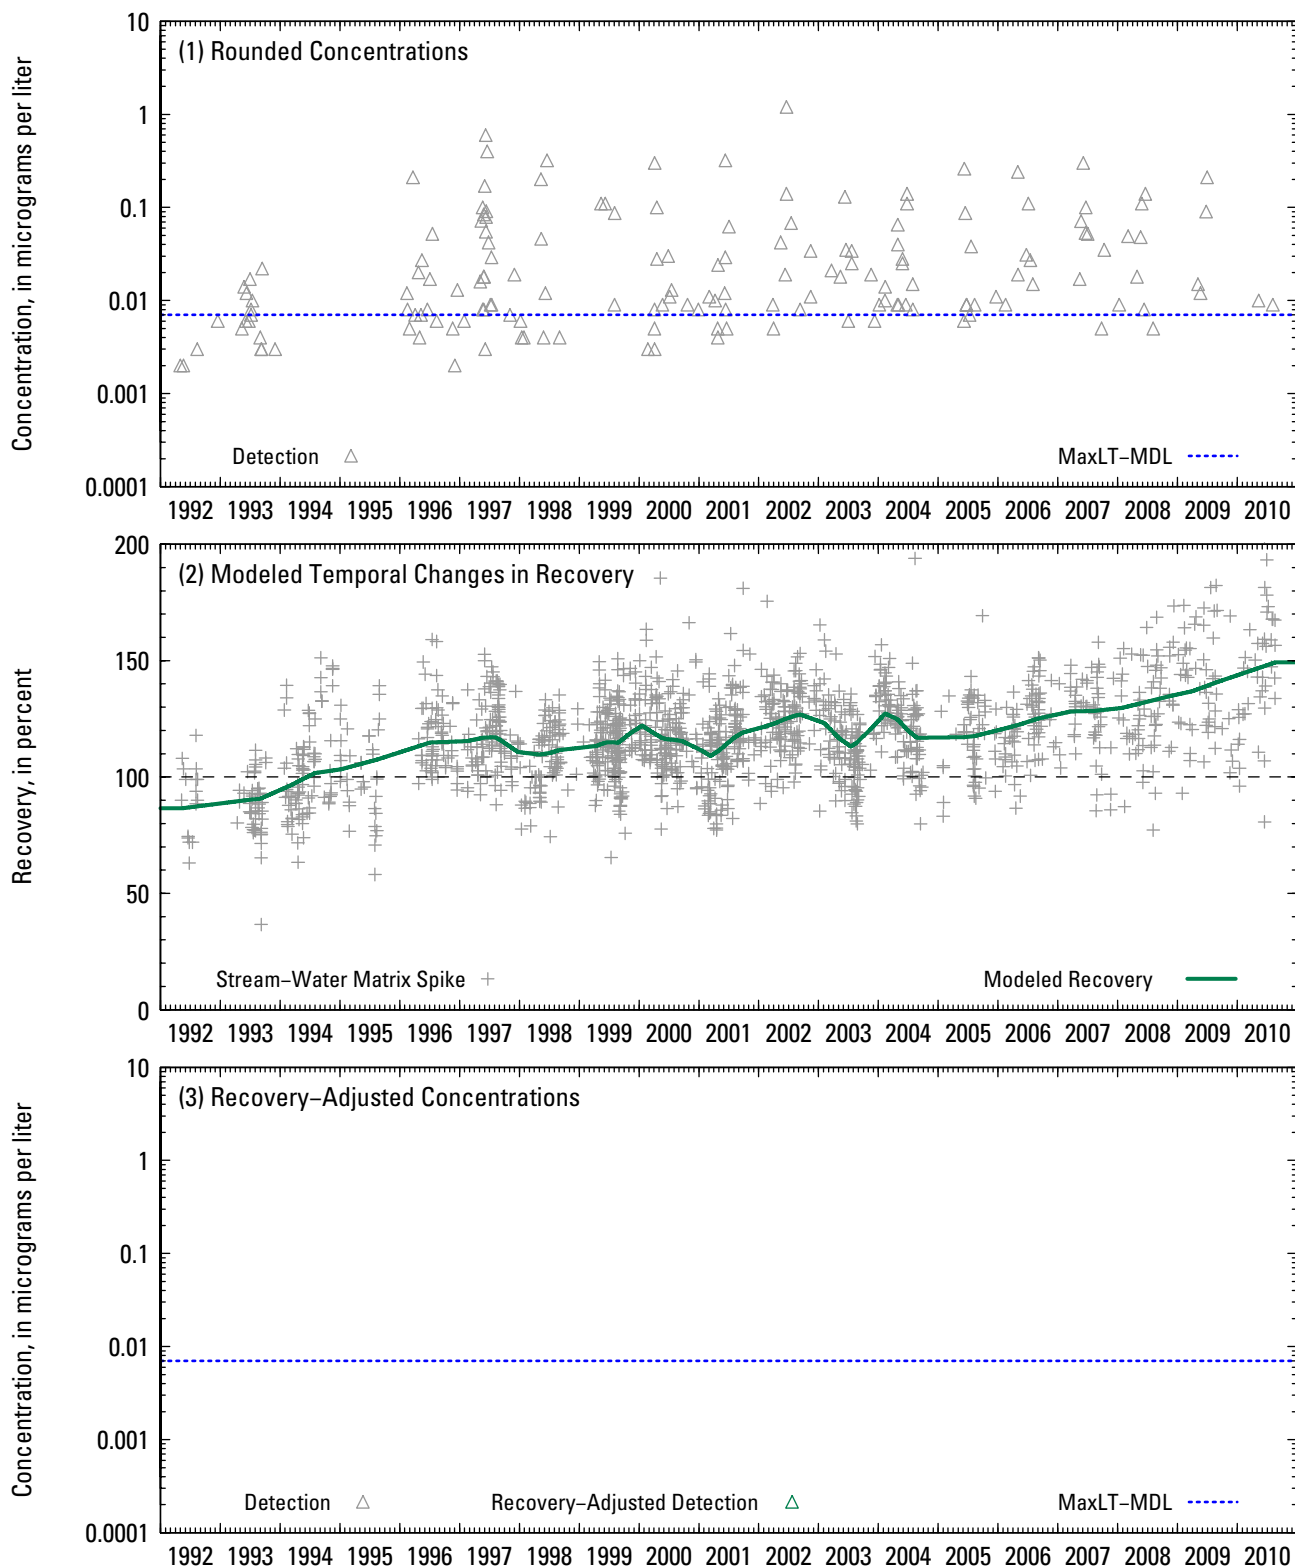 (1) Rounded Concentrations
Concentration, in micrograms per liter
10
1
0.1
0.01
0.001
0.0001
Detection
MaxLT–MDL
1992 1993 1994 1995 1996 1997 1998 1999 2000 2001 2002 2003 2004 2005 2006 2007 2008 2009 2010
(2) Modeled Temporal Changes in Recovery
Recovery, in percent
200
150
100
50
0
Stream–Water Matrix Spike
Modeled Recovery
1992 1993 1994 1995 1996 1997 1998 1999 2000 2001 2002 2003 2004 2005 2006 2007 2008 2009 2010
(3) Recovery–Adjusted Concentrations
Concentration, in micrograms per liter
10
1
0.1
0.01
0.001
0.0001
Detection
Recovery–Adjusted Detection
MaxLT–MDL
1992 1993 1994 1995 1996 1997 1998 1999 2000 2001 2002 2003 2004 2005 2006 2007 2008 2009 2010